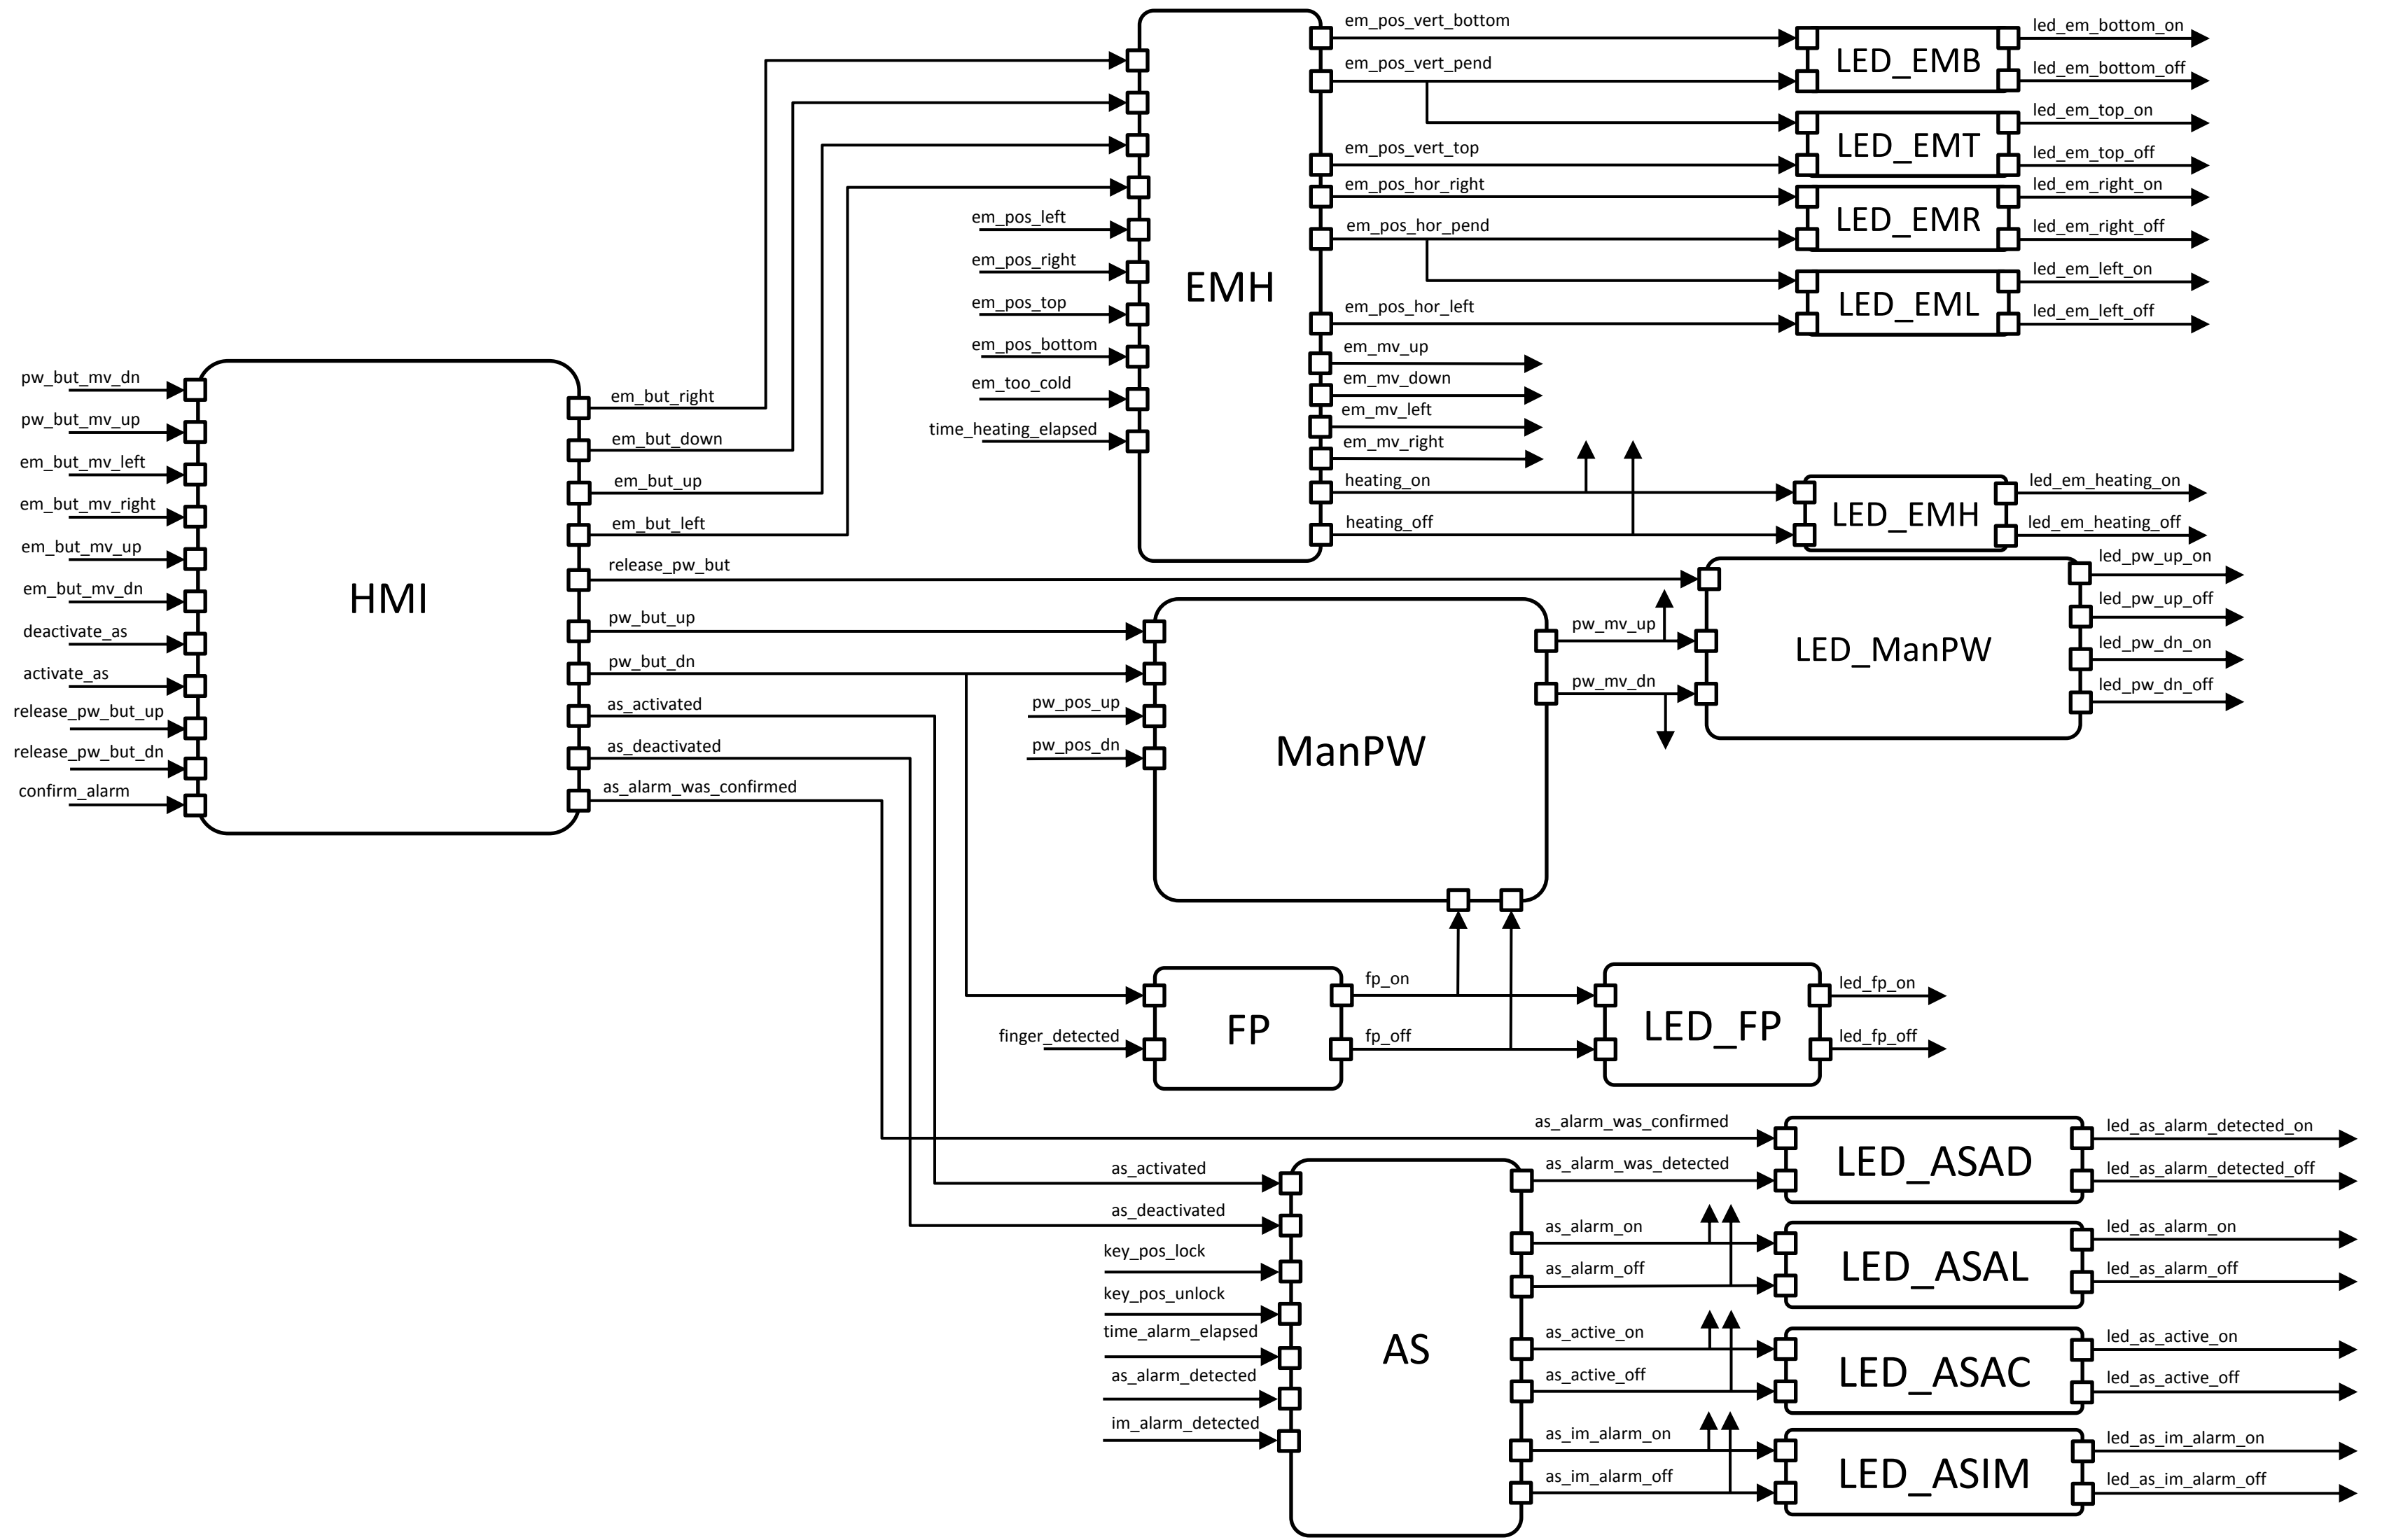 pw_but_mv_dn
pw_but_mv_up
em_but_mv_left
em_but_mv_right
em_but_mv_up
em_but_mv_dn
deactivate_as
activate_as
release_pw_but_up
release_pw_but_dn
confirm_alarm
HMI
em_but_right
em_but_down
em_but_up
em_but_left
release_pw_but
pw_but_up
pw_but_dn
as_activated
as_deactivated
as_alarm_was_confirmed
em_pos_left
em_pos_right
em_pos_top
em_pos_bottom
em_too_cold
time_heating_elapsed
EMH
em_pos_vert_bottom
em_pos_vert_pend
em_pos_vert_top
em_pos_hor_right
em_pos_hor_pend
em_pos_hor_left
em_mv_up
em_mv_down
em_mv_left
em_mv_right
heating_on
heating_off
LED_EMB
led_em_bottom_on
led_em_bottom_off
LED_EMT
led_em_top_on
led_em_top_off
LED_EMR
led_em_right_on
led_em_right_off
LED_EML
led_em_left_on
led_em_left_off
LED_EMH
led_em_heating_on
led_em_heating_off
pw_pos_up
pw_pos_dn
ManPW
pw_mv_up
pw_mv_dn
LED_ManPW
led_pw_up_on
led_pw_up_off
led_pw_dn_on
led_pw_dn_off
finger_detected
FP
fp_on
fp_off
LED_FP
led_fp_on
led_fp_off
as_activated
as_deactivated
key_pos_lock
key_pos_unlock
time_alarm_elapsed
as_alarm_detected
im_alarm_detected
AS
as_alarm_was_confirmed
as_alarm_was_detected
as_alarm_on
as_alarm_off
as_active_on
as_active_off
as_im_alarm_on
as_im_alarm_off
LED_ASAD
led_as_alarm_detected_on
led_as_alarm_detected_off
LED_ASAL
led_as_alarm_on
led_as_alarm_off
LED_ASAC
led_as_active_on
led_as_active_off
LED_ASIM
led_as_im_alarm_on
led_as_im_alarm_off